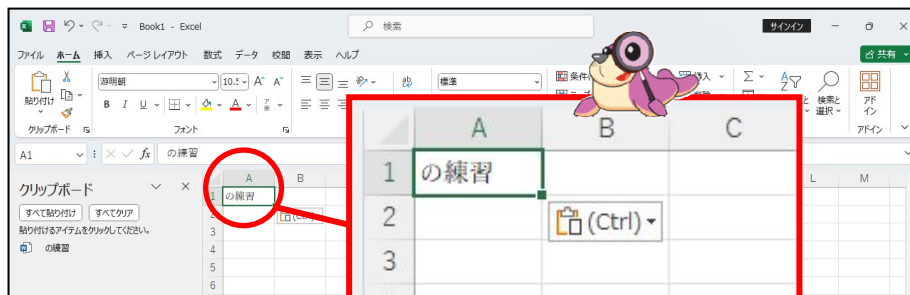 Book1 - Excel
検索
サインイン
ファイル ホーム 挿入 ページ レイアウト 数式 データ 校閲 表示 ヘルプ
共有
貼り付け
游明朝
10.5
A^ A˅
ab
標準
条件
挿入
Σ
B I U
A
検索と
選択
アド
イン
クリップボード
フォント
アドイン
A1
fx の練習
クリップボード
すべて貼り付け すべてクリア
貼り付けるアイテムをクリックしてください。
の練習
A B L M
1 の練習
3
4
5
6
A B C
1 の練習
2 (Ctrl)
3